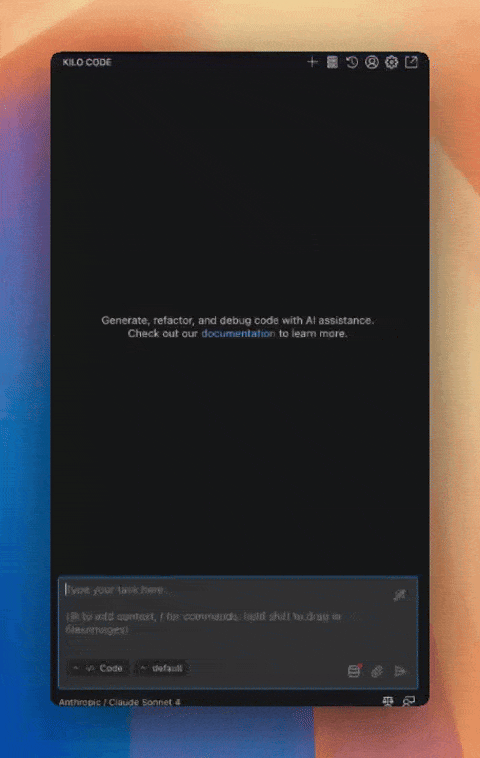 KILO CODE
Generate, refactor, and debug code with AI assistance.
Check out our documentation to learn more.
Type your task here
(@ to add context, / for commands, hold shift to drag in
files/images)
Code
default
Anthropic / Claude Sonnet 4